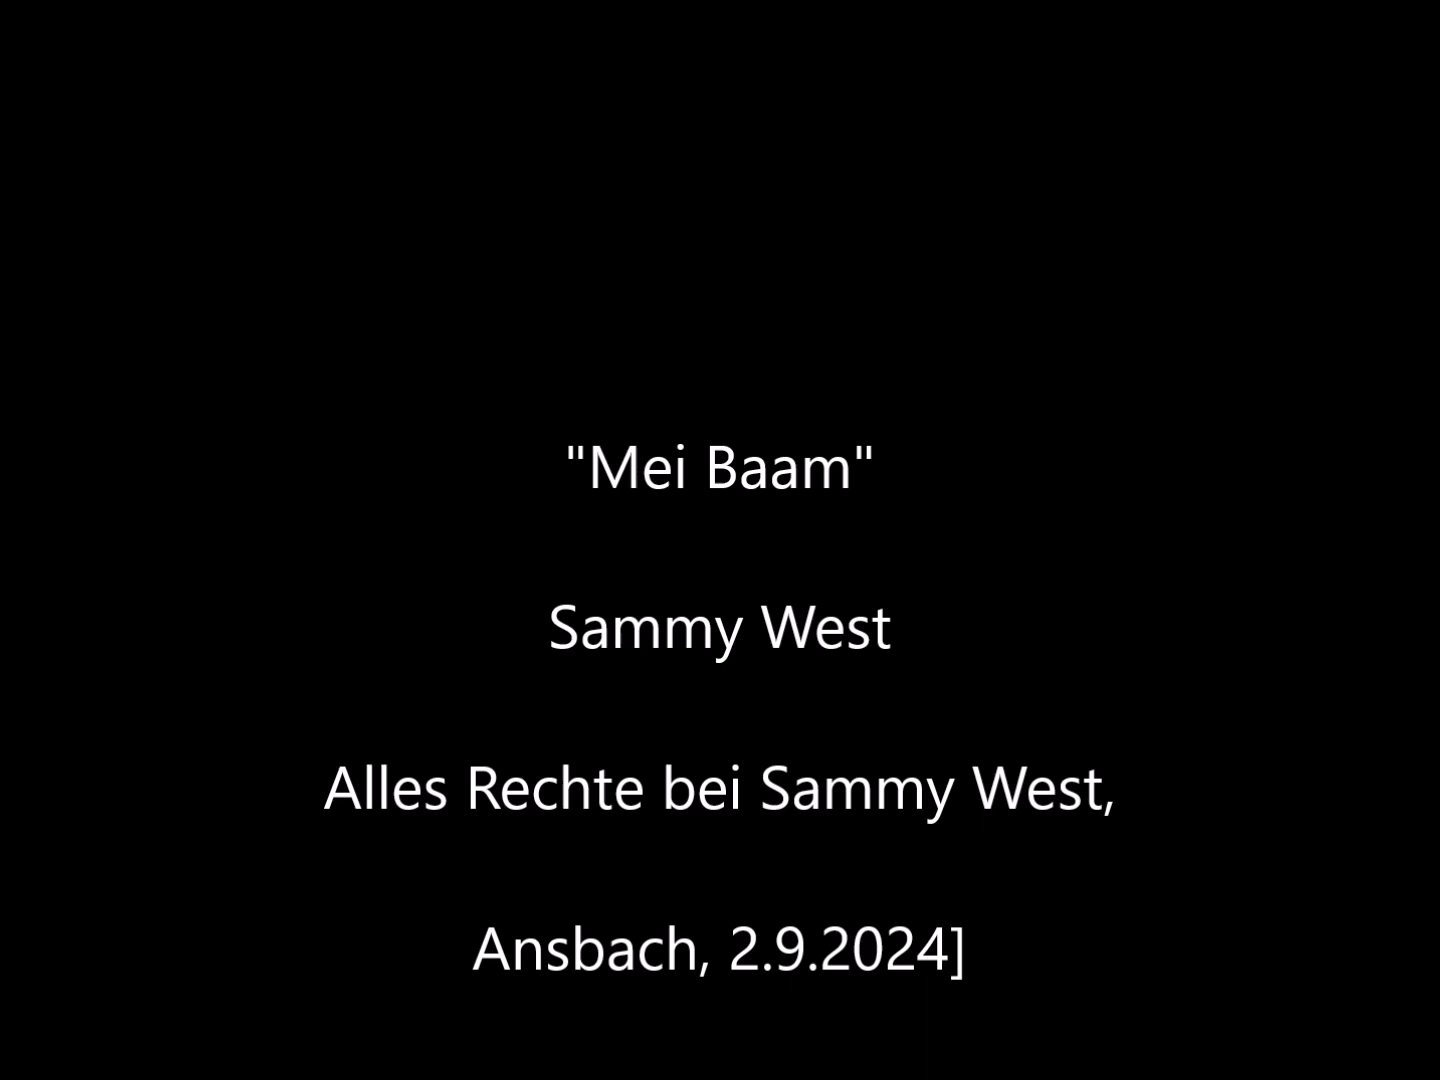 "Mei Baam"
Sammy West
Alles Rechte bei Sammy West,
Ansbach, 2.9.2024]